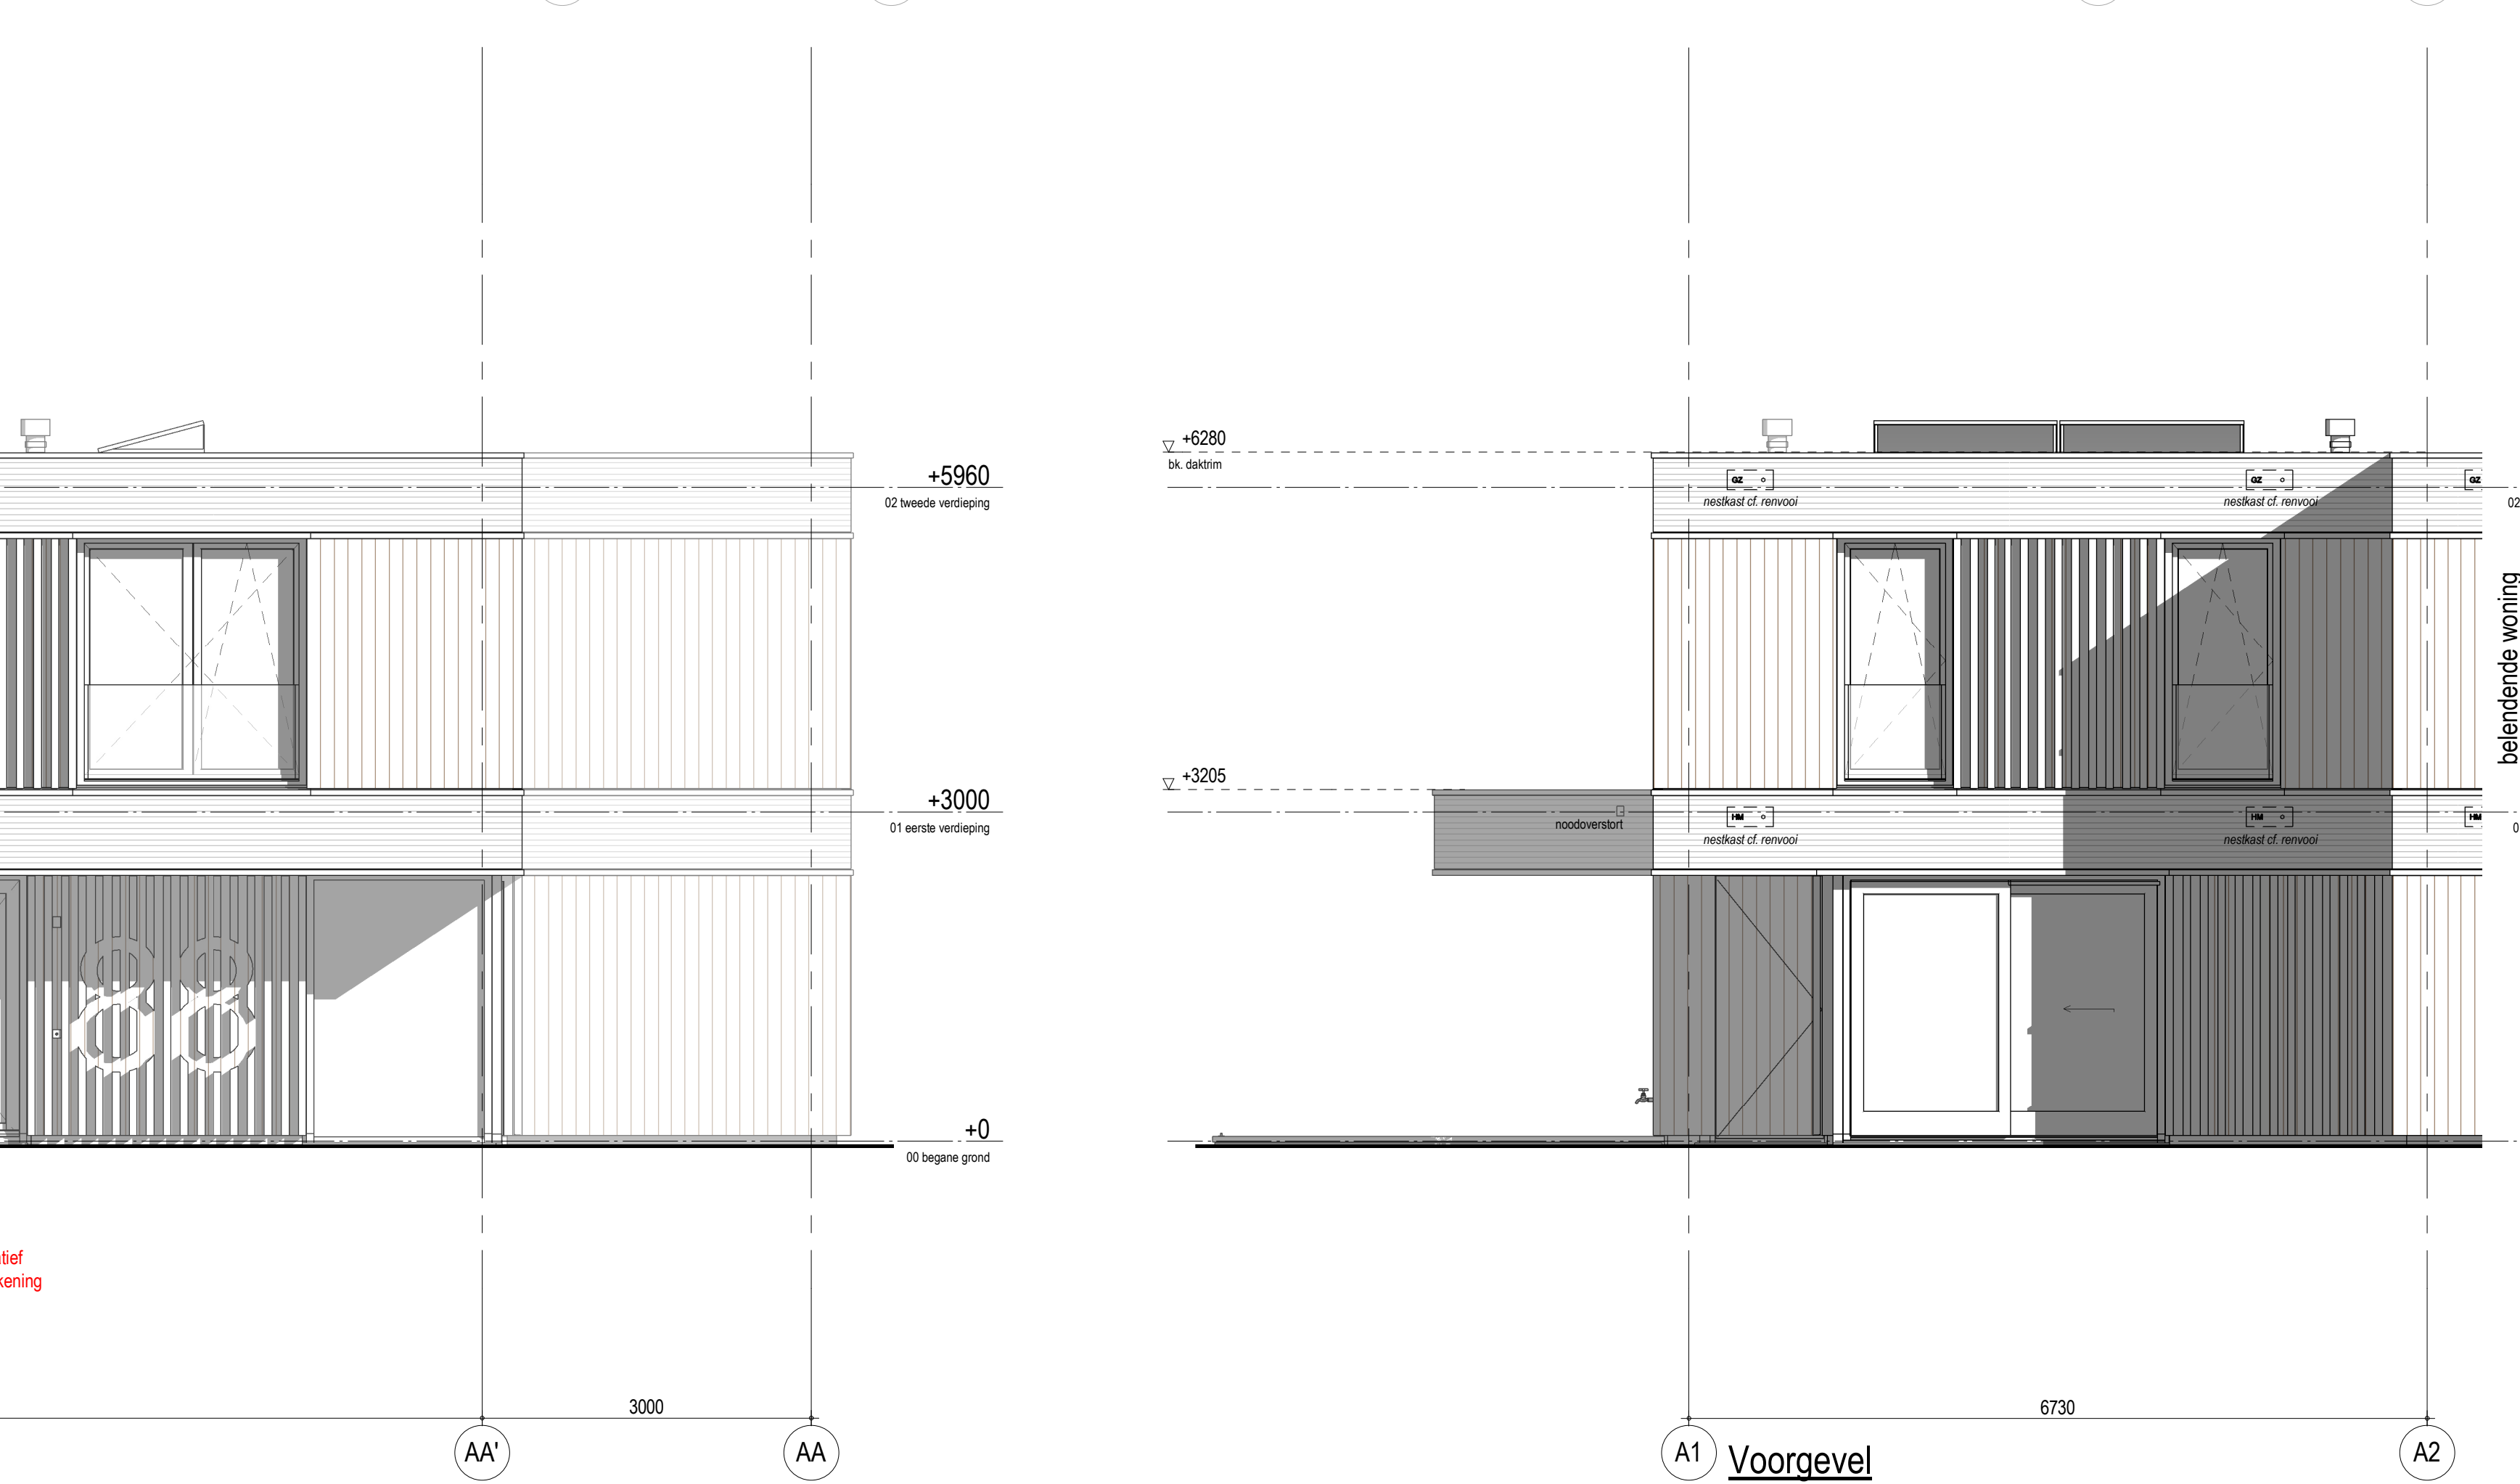 +6280
bk. daktrim
+5960
02 tweede verdieping
GZ
GZ
GZ
nestkast cf. renvooi
nestkast cf. renvooi
02
belendende woning
+3205
+3000
01 eerste verdieping
noodoverstort
HM
HM
HM
nestkast cf. renvooi
nestkast cf. renvooi
0
+0
00 begane grond
tief
kening
3000
6730
AA'
AA
A1
Voorgevel
A2